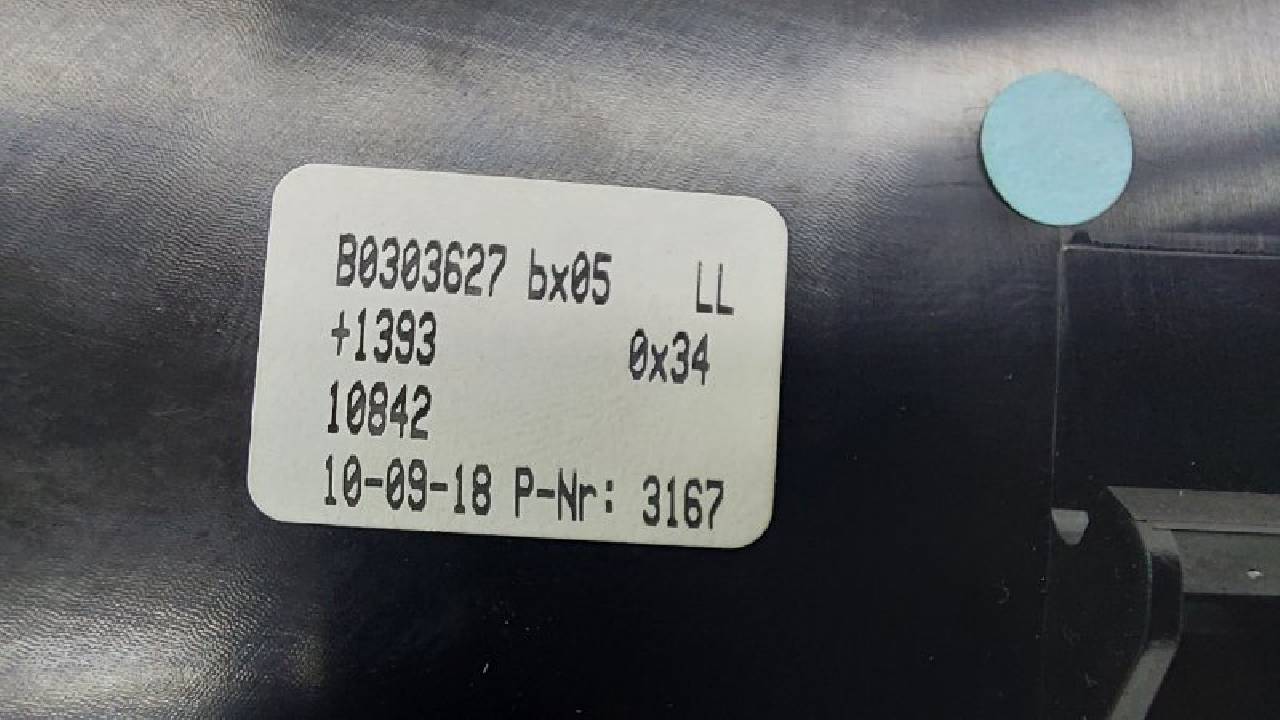 B0303627 bx05 LL
+1393 0x34
10842
10-09-18 P-Nr: 3167